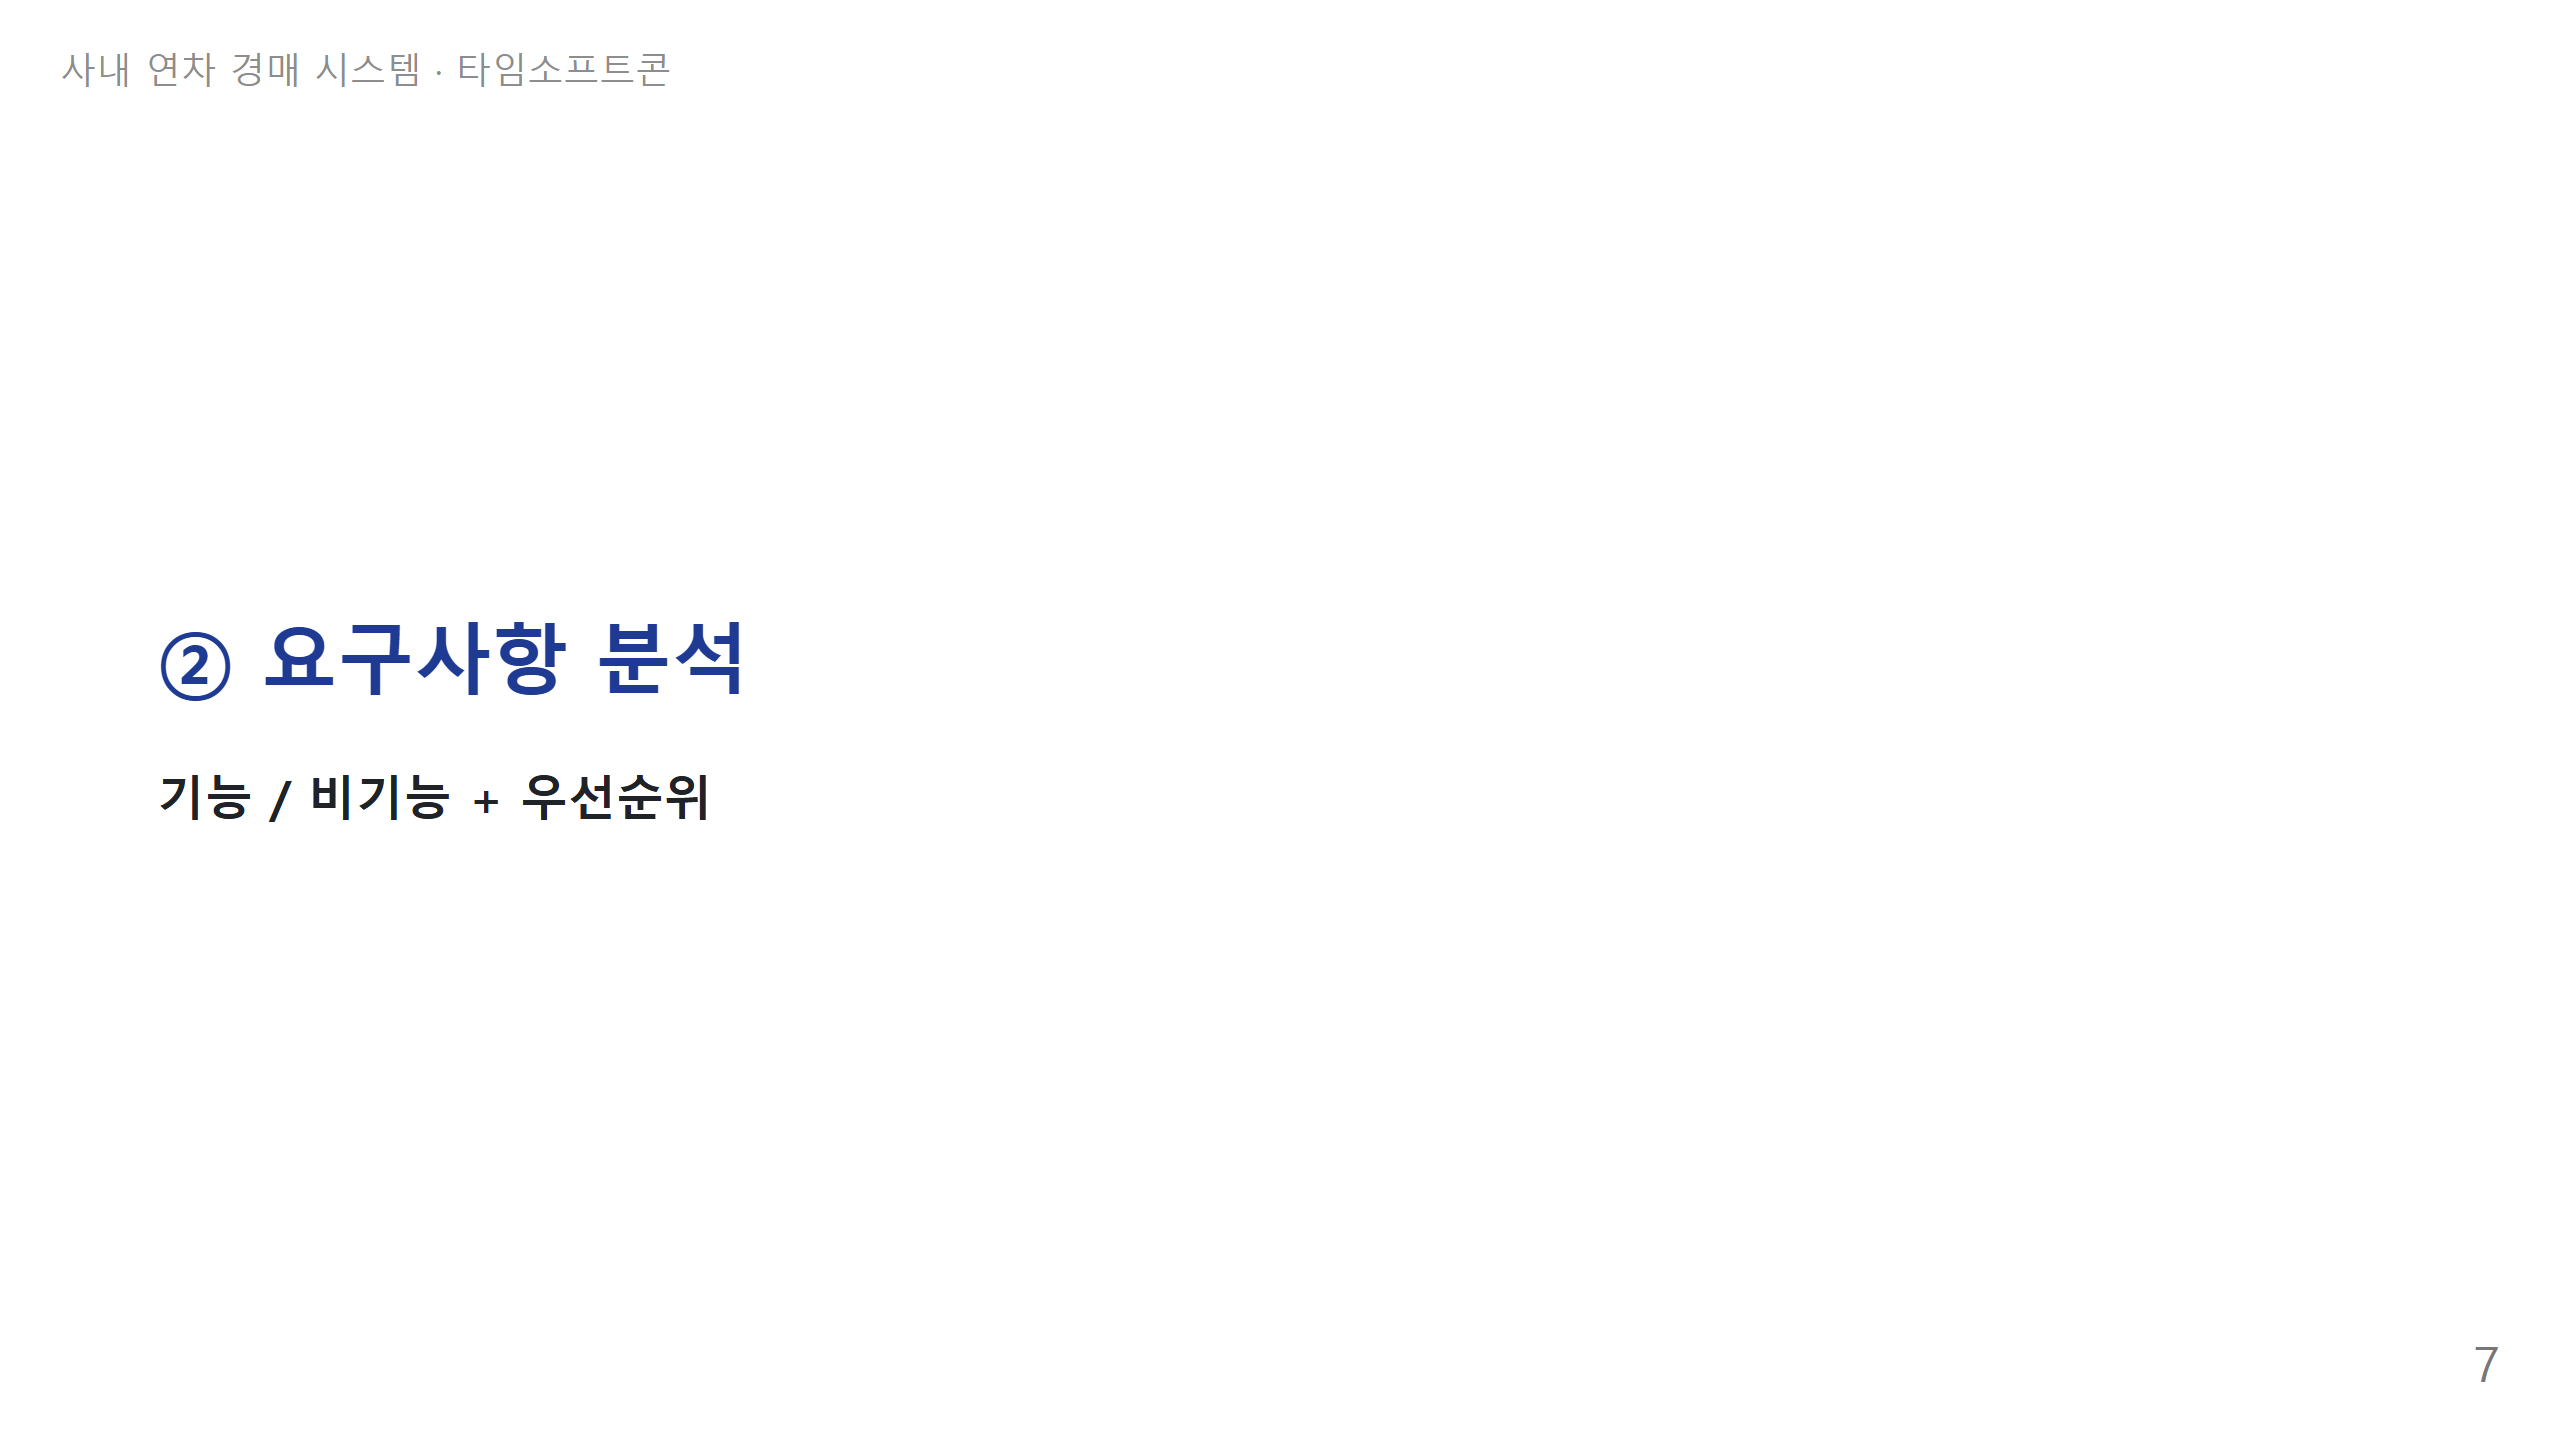 사내 연차 경매 시스템 · 타임소프트콘
② 요구사항 분석
기능 / 비기능 + 우선순위
7